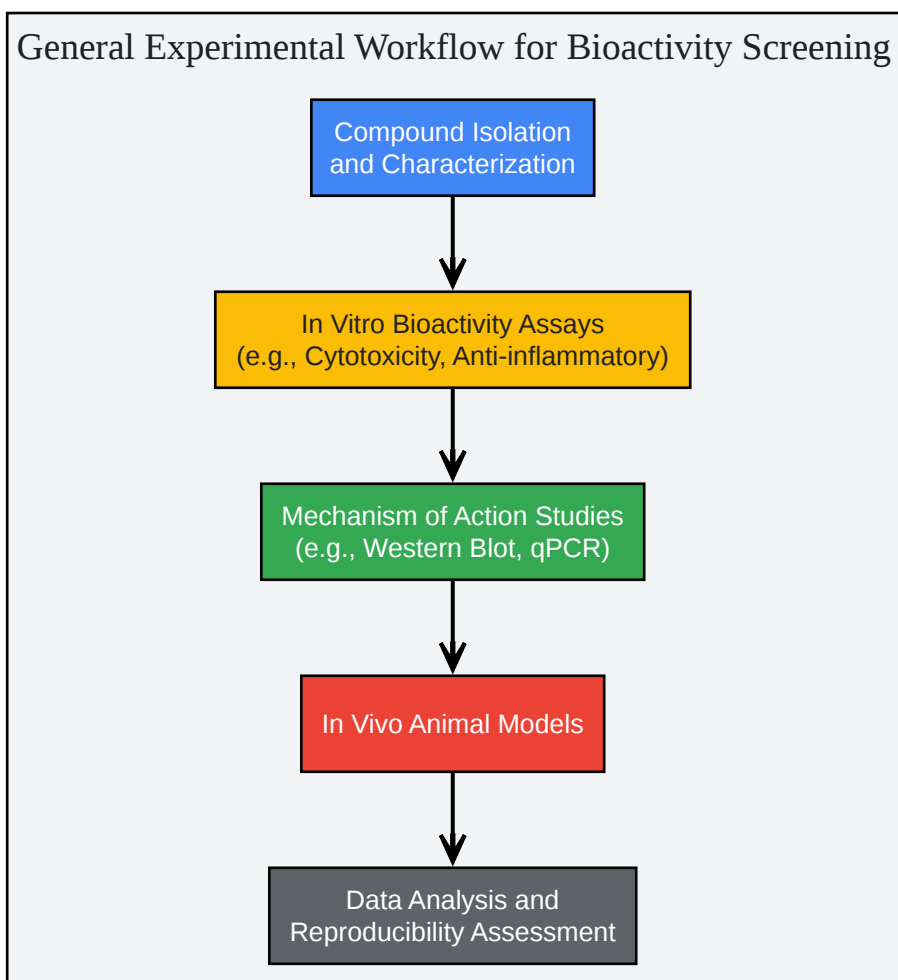 General Experimental Workflow for Bioactivity Screening
Compound Isolation
and Characterization
In Vitro Bioactivity Assays
(e.g., Cytotoxicity, Anti-inflammatory)
Mechanism of Action Studies
(e.g., Western Blot, qPCR)
In Vivo Animal Models
Data Analysis and
Reproducibility Assessment